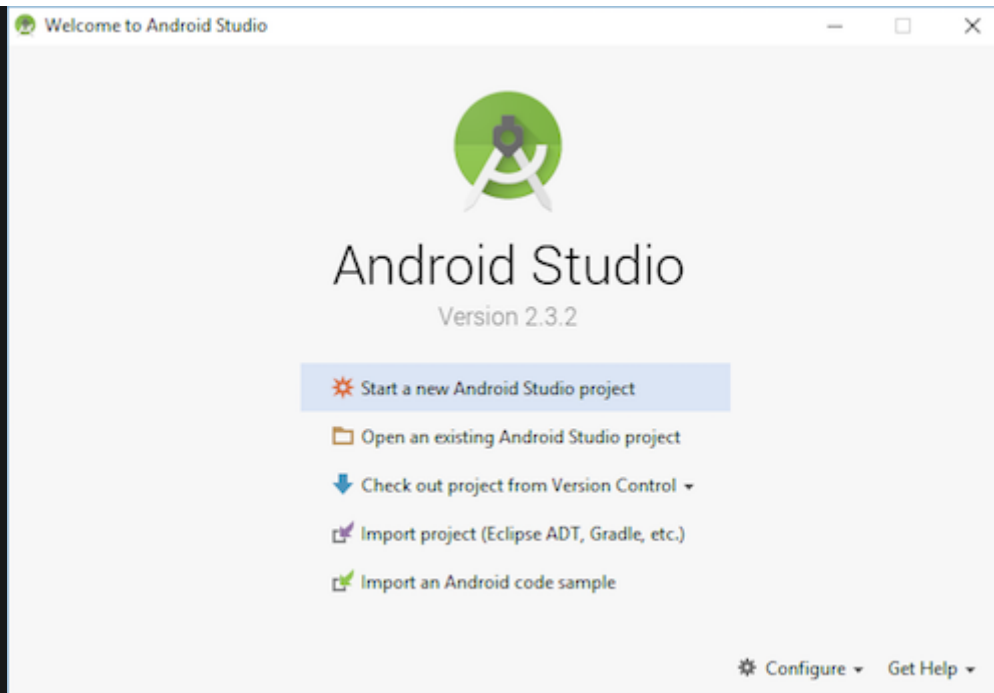 Welcome to Android Studio
Android Studio
Version 2.3.2
Start a new Android Studio project
Open an existing Android Studio project
Check out project from Version Control
Import project (Eclipse ADT, Gradle, etc.)
Import an Android code sample
Configure
Get Help